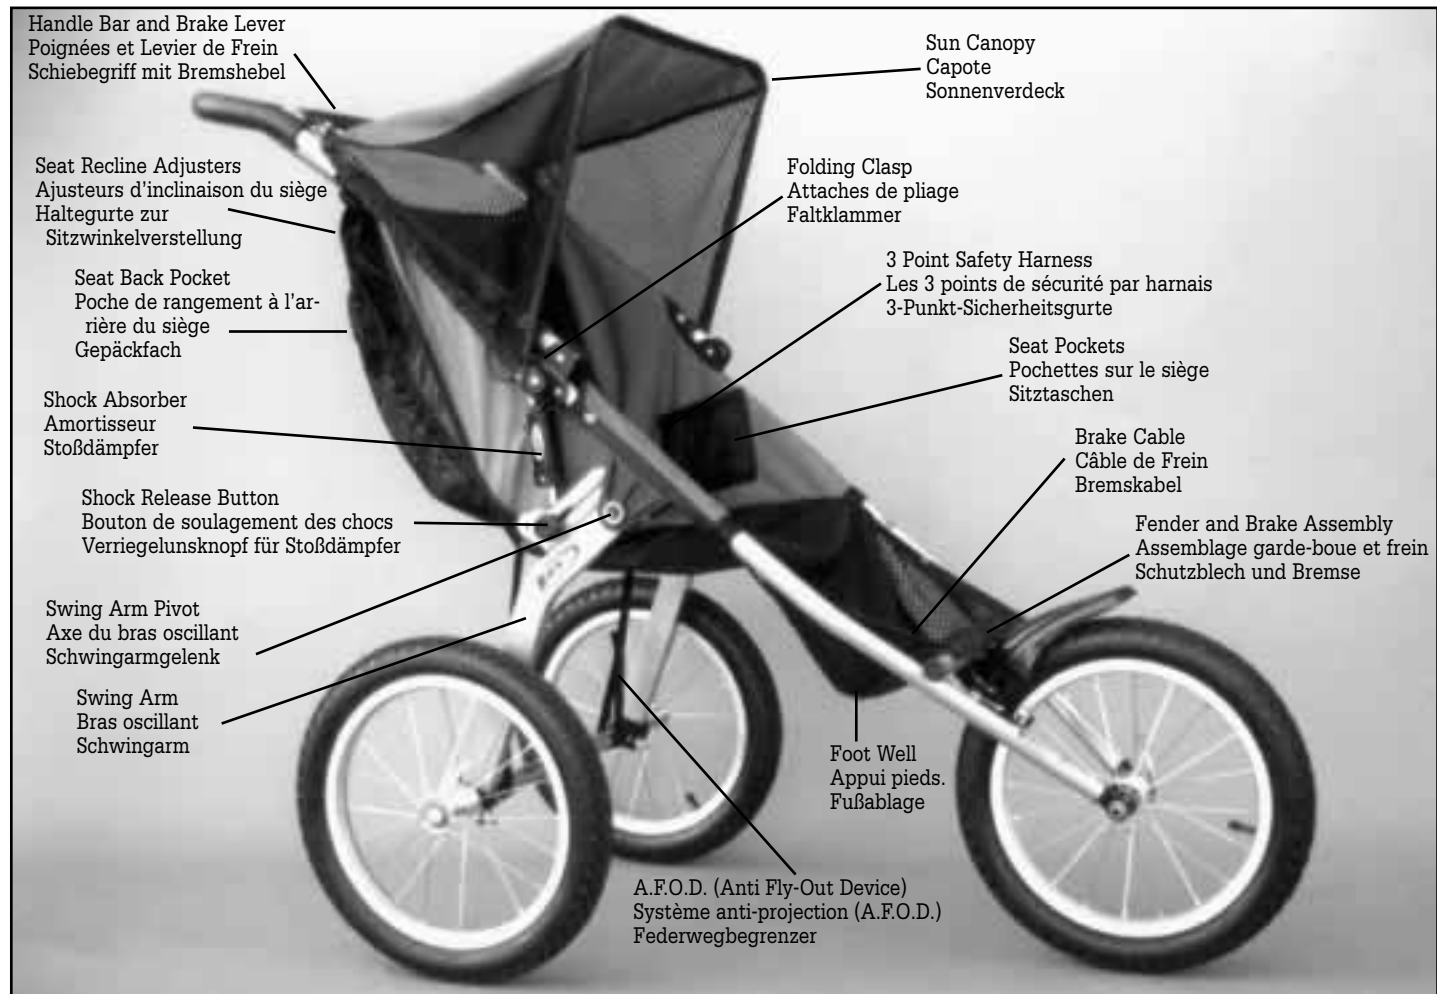 Handle Bar and Brake Lever
Poignées et Levier de Frein
Schiebegriff mit Bremshebel
Sun Canopy
Capote
Sonnenverdeck
Seat Recline Adjusters
Ajusteurs d'inclinaison du siège
Haltegurte zur
Sitzwinkelverstellung
Folding Clasp
Attaches de pliage
Faltklammer
Seat Back Pocket
Poche de rangement à l'ar-
rière du siège
Gepäckfach
3 Point Safety Harness
Les 3 points de sécurité par harnais
3-Punkt-Sicherheitsgurte
Seat Pockets
Pochettes sur le siège
Sitztaschen
Shock Absorber
Amortisseur
Stoßdämpfer
Brake Cable
Câble de Frein
Bremskabel
Shock Release Button
Bouton de soulagement des chocs
Verriegelunsknopf für Stoßdämpfer
Fender and Brake Assembly
Assemblage garde-boue et frein
Schutzblech und Bremse
Swing Arm Pivot
Axe du bras oscillant
Schwingarmgelenk
Swing Arm
Bras oscillant
Schwingarm
Foot Well
Appui pieds.
Fußablage
A.F.O.D. (Anti Fly-Out Device)
Système anti-projection (A.F.O.D.)
Federwegbegrenzer